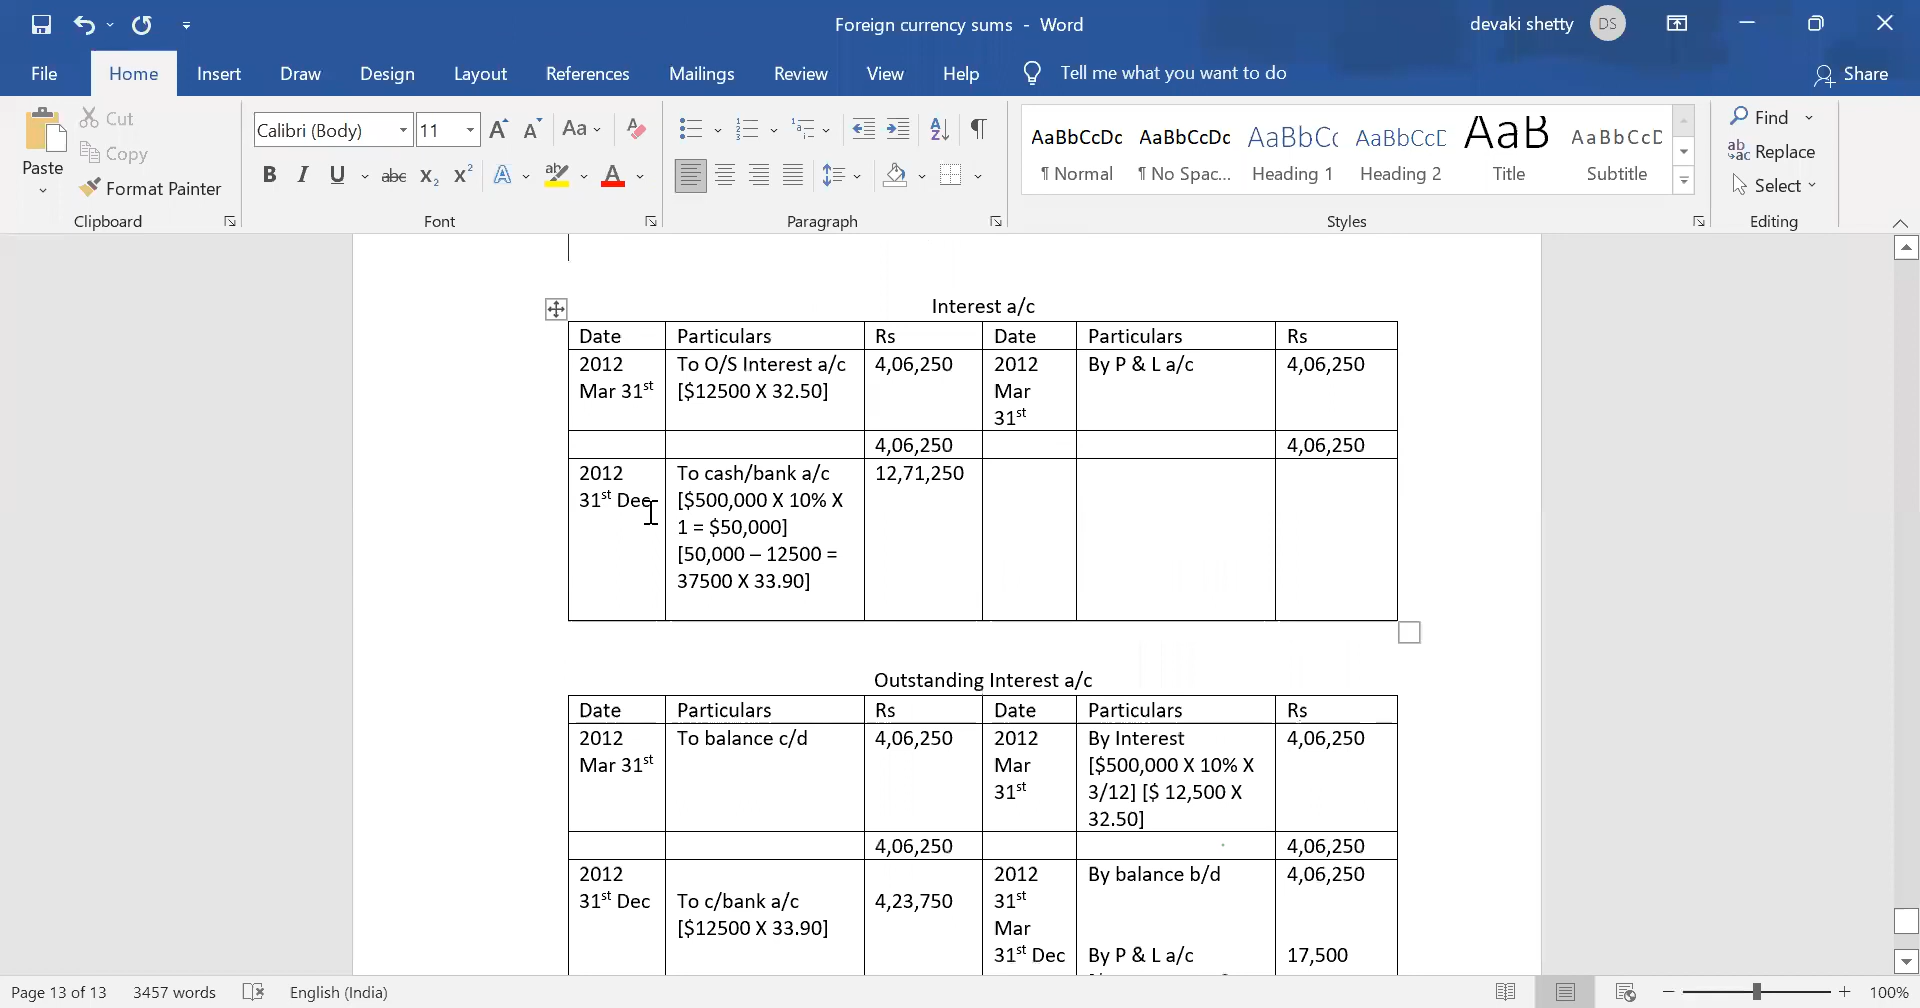 Foreign currency sums - Word
devaki shetty DS
File Home Insert Draw Design Layout References Mailings Review View Help Tell me what you want to do Share
Paste
Cut
Copy
Format Painter
Clipboard
Calibri (Body) 11
Font
Paragraph
AaBbCcDc AaBbCcDc AaBbCc AaBbCcD AaB AaBbCcD
¶ Normal ¶ No Spac... Heading 1 Heading 2 Title Subtitle
Styles
Find
Replace
Select
Editing
Interest a/c
Date Particulars Rs Date Particulars Rs
2012 To O/S Interest a/c 4,06,250 2012 By P & L a/c 4,06,250
Mar 31st [$12500 X 32.50] Mar
31st
4,06,250 4,06,250
2012 To cash/bank a/c 12,71,250
31st Dec [$500,000 X 10% X
1 = $50,000]
[50,000 – 12500 =
37500 X 33.90]
Outstanding Interest a/c
Date Particulars Rs Date Particulars Rs
2012 To balance c/d 4,06,250 2012 By Interest 4,06,250
Mar 31st Mar [$500,000 X 10% X
31st 3/12] [$ 12,500 X
32.50]
4,06,250 4,06,250
2012 2012 By balance b/d 4,06,250
31st Dec To c/bank a/c 4,23,750 31st
[$12500 X 33.90] Mar
31st Dec By P & L a/c 17,500
Page 13 of 13 3457 words English (India) 100%